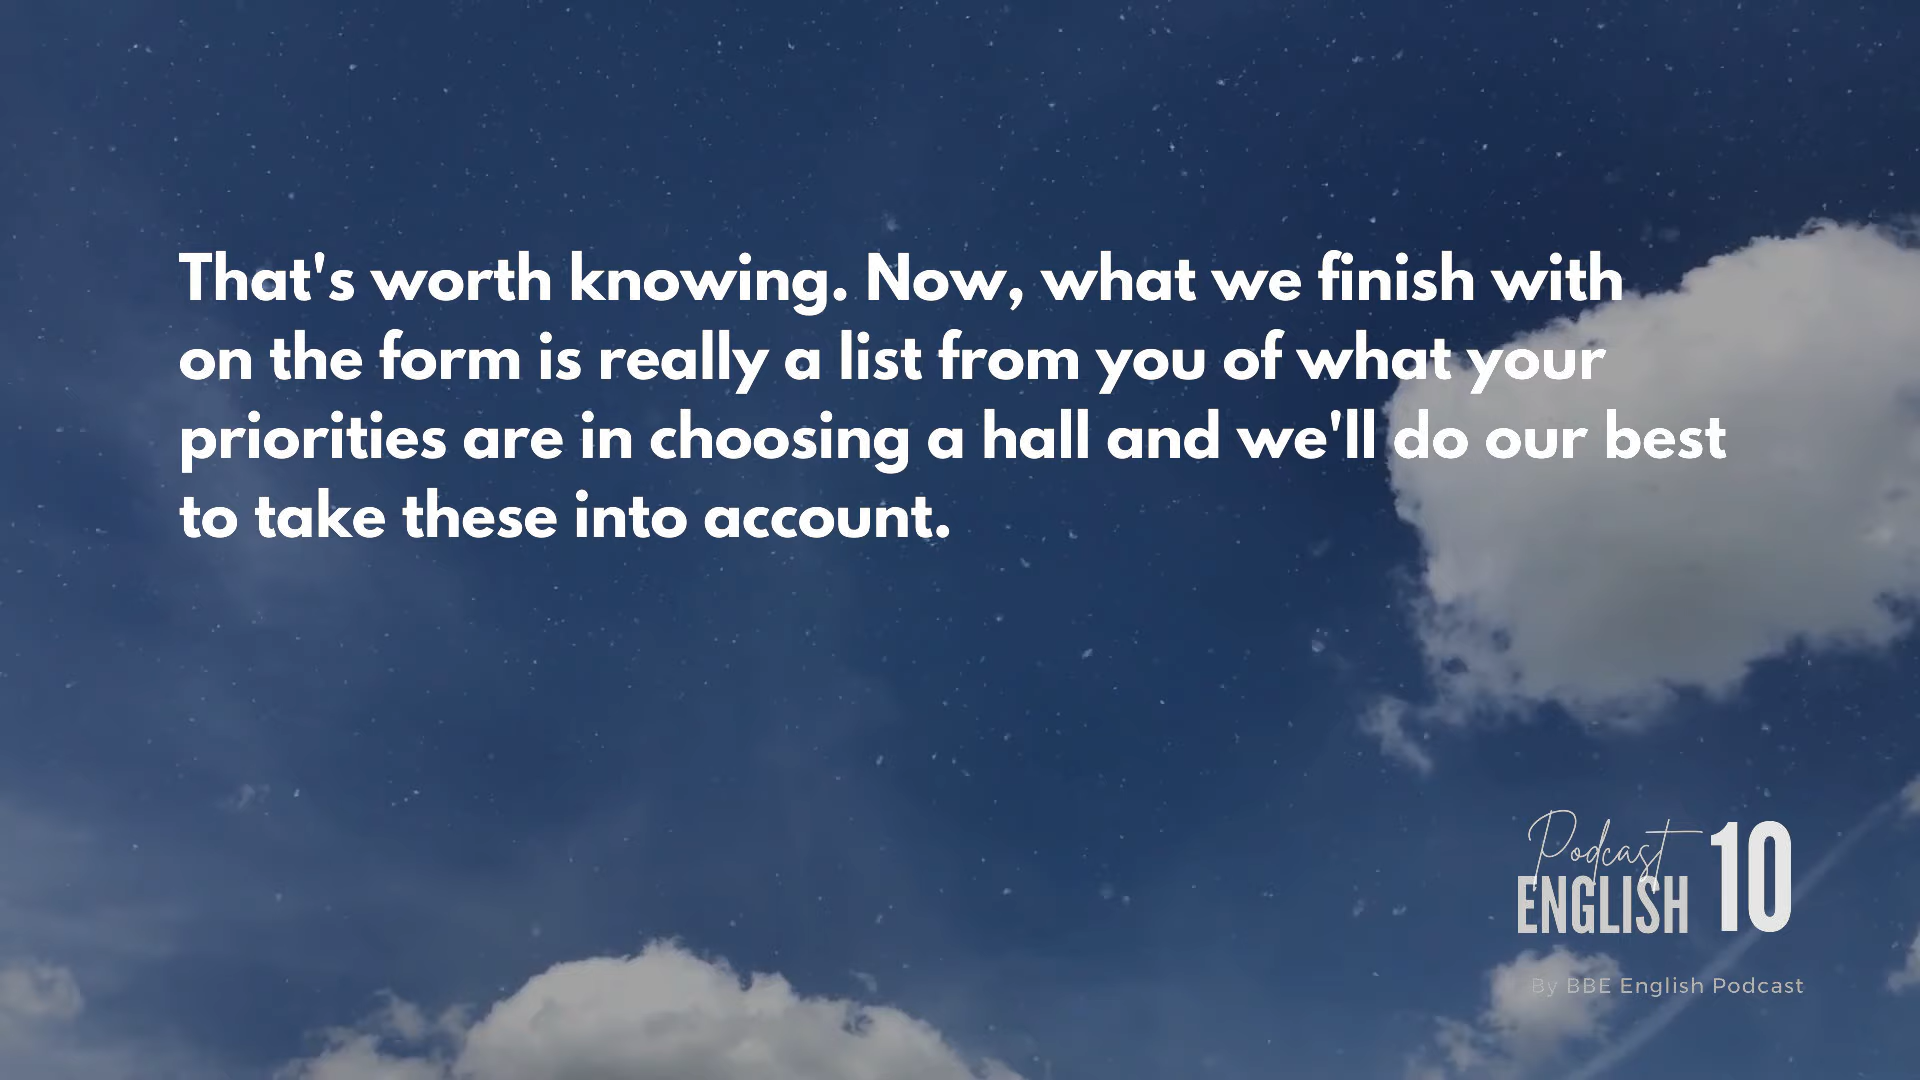 That's worth knowing. Now, what we finish with
on the form is really a list from you of what your
priorities are in choosing a hall and we'll do our best
to take these into account.
Podcast
ENGLISH 10
By BBE English Podcast